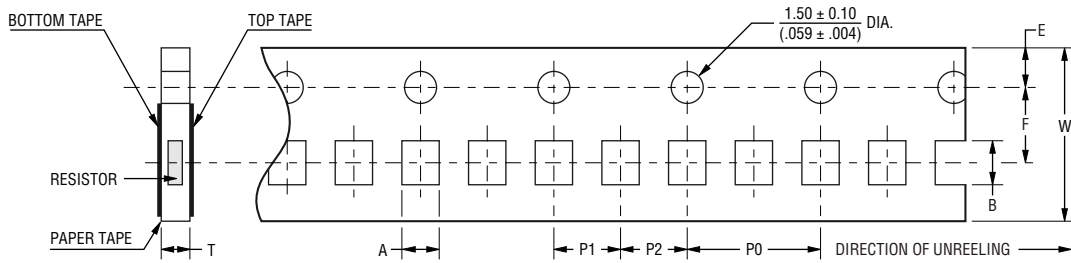 BOTTOM TAPE
TOP TAPE
1.50 ± 0.10
(.059 ± .004)
DIA.
E
F
W
RESISTOR
B
PAPER TAPE
T
A
P1
P2
P0
DIRECTION OF UNREELING